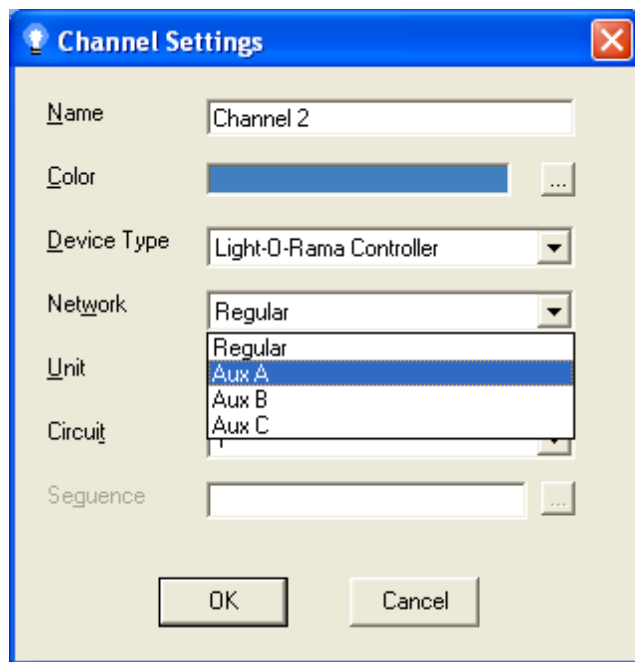 Channel Settings
Name
Channel 2
Color
...
Device Type
Light-O-Rama Controller
Network
Regular
Regular
Aux A
Unit
Aux B
Aux C
Circuit
Sequence
...
OK
Cancel